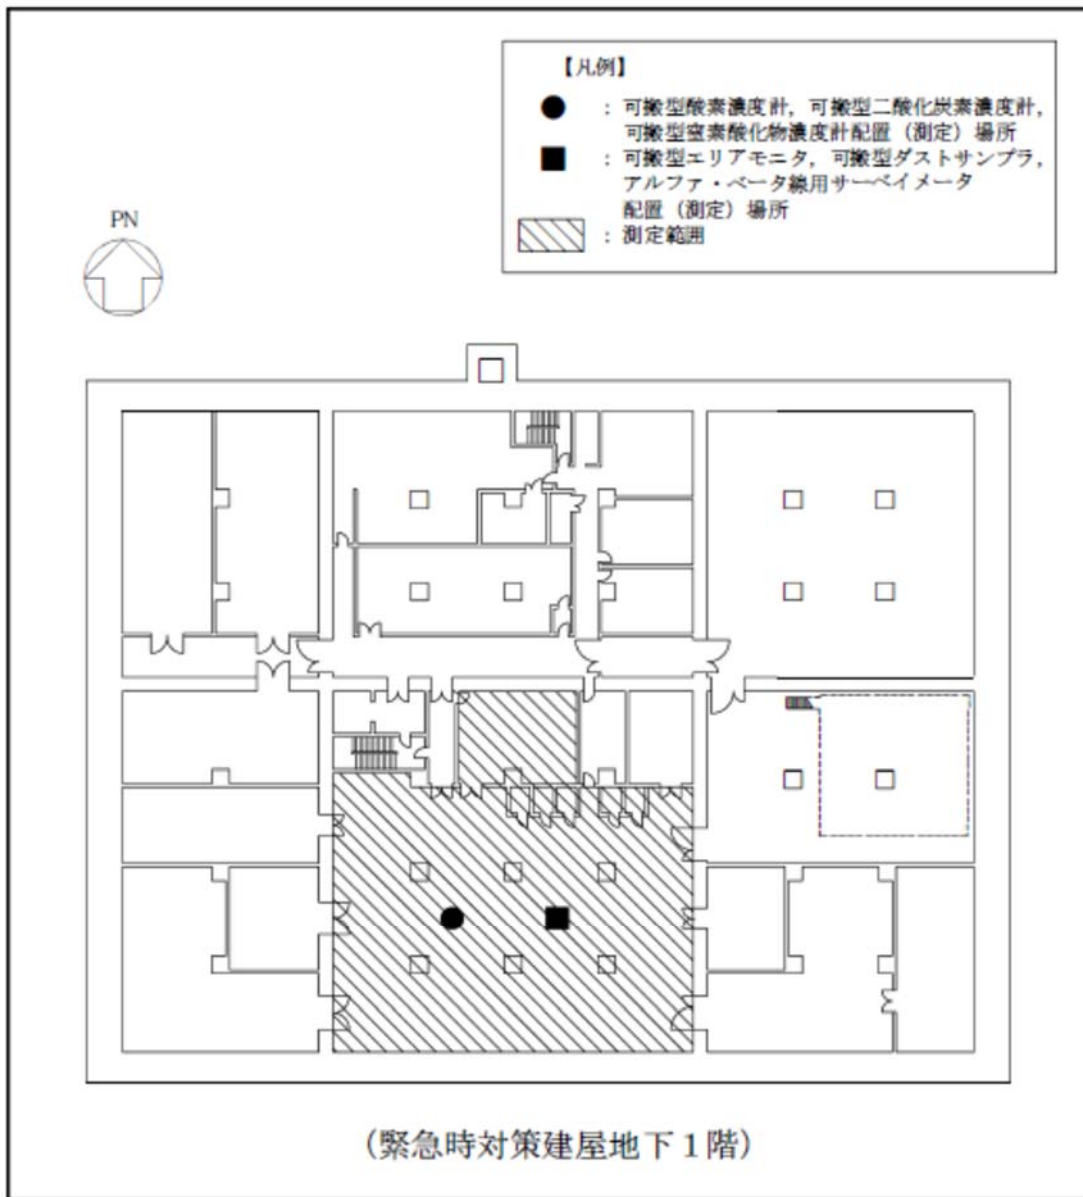 【凡例】
● : 可搬型酸素濃度計，可搬型二酸化炭素濃度計，
可搬型窒素酸化物濃度計配置（測定）場所
■ : 可搬型エリアモニタ，可搬型ダストサンプラ，
アルファ・ベータ線用サーベイメータ
配置（測定）場所
: 測定範囲
PN
（緊急時対策建屋地下１階）